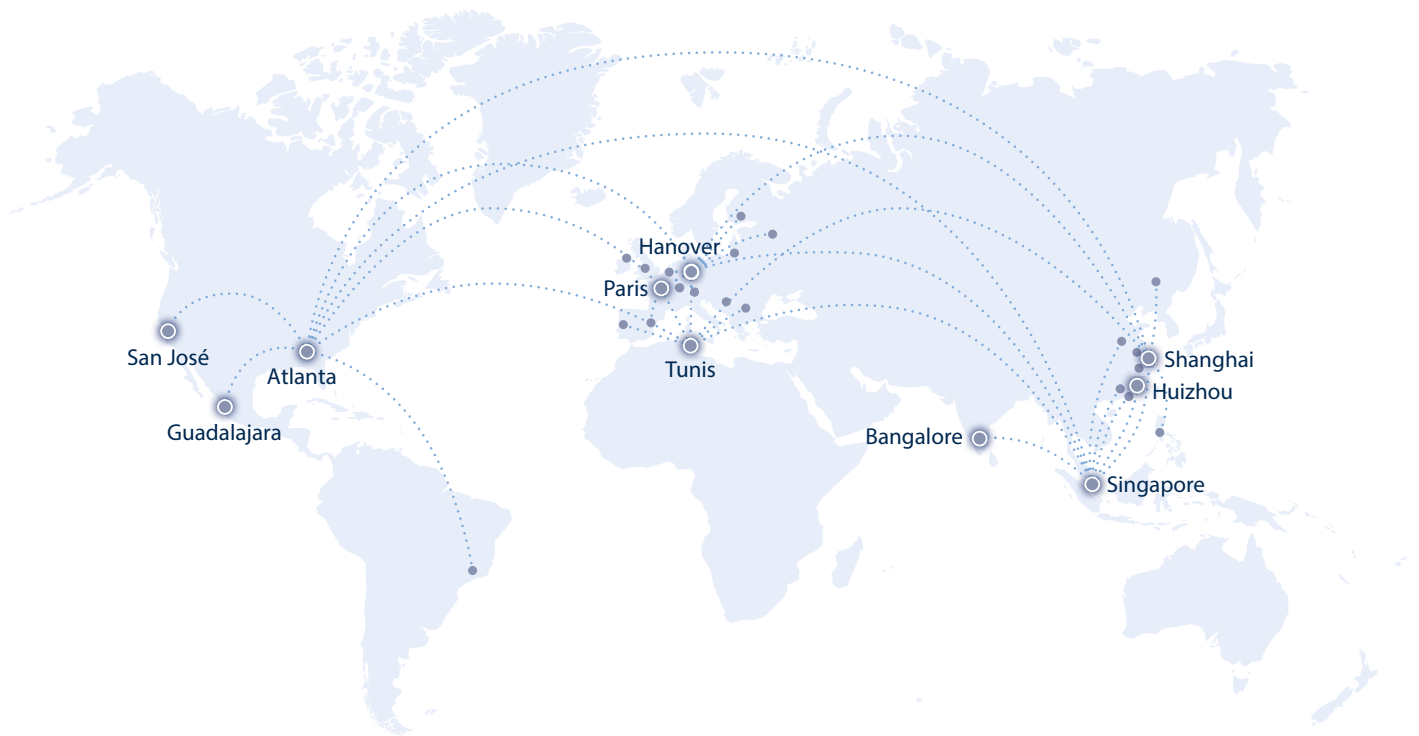 Hanover
Paris
San José
Shanghai
Tunis
Atlanta
Huizhou
Guadalajara
Bangalore
Singapore